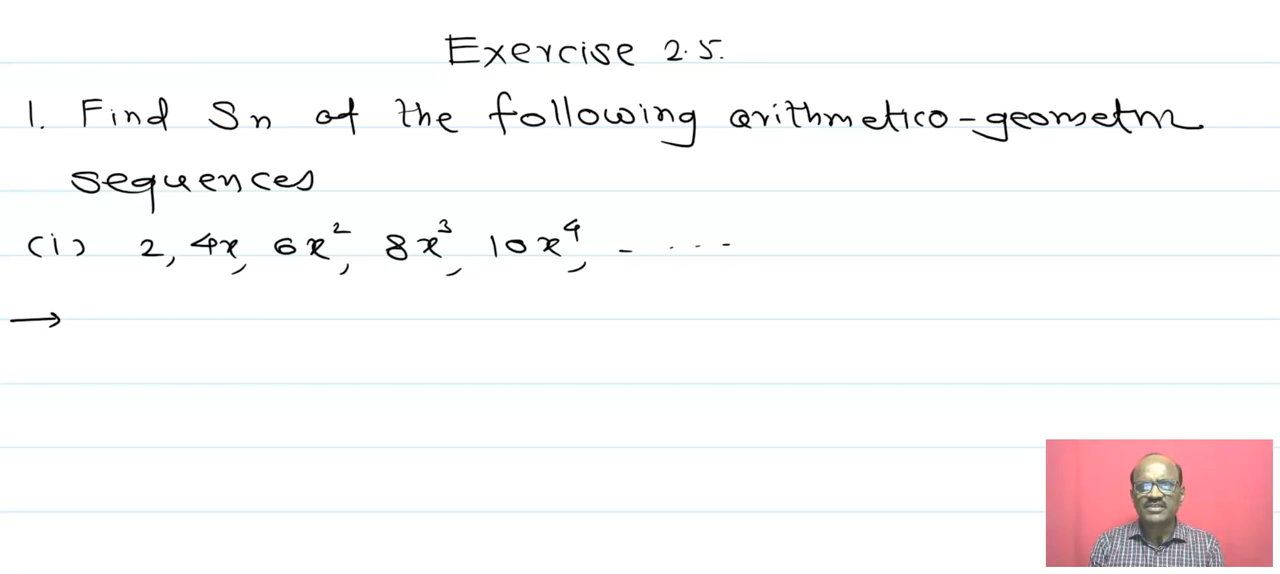 Exercise 2.5.
1. Find Sn of the following arithmetico-geometric
sequences
(i) 2, 4x, 6x², 8x³, 10x⁴, - - - -
→